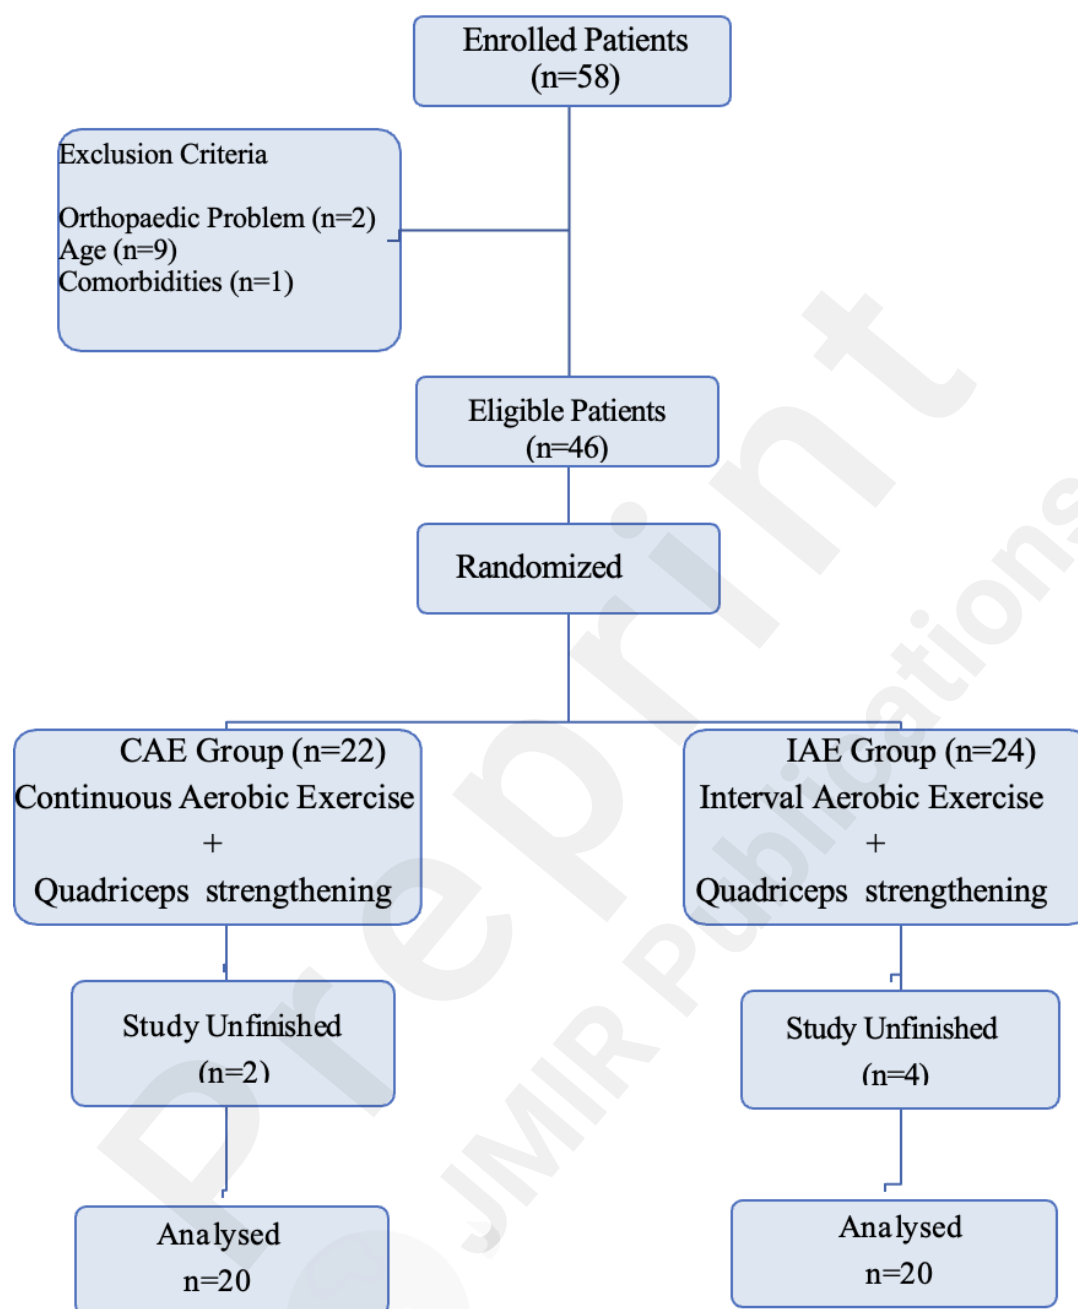 Enrolled Patients
(n=58)
Exclusion Criteria
Orthopaedic Problem (n=2)
Age (n=9)
Comorbidities (n=1)
Eligible Patients
(n=46)
Randomized
CAE Group (n=22)
Continuous Aerobic Exercise
+
Quadriceps strengthening
IAE Group (n=24)
Interval Aerobic Exercise
+
Quadriceps strengthening
Study Unfinished
(n=2)
Study Unfinished
(n=4)
Analysed
n=20
Analysed
n=20
Preprint
JMIR Publications